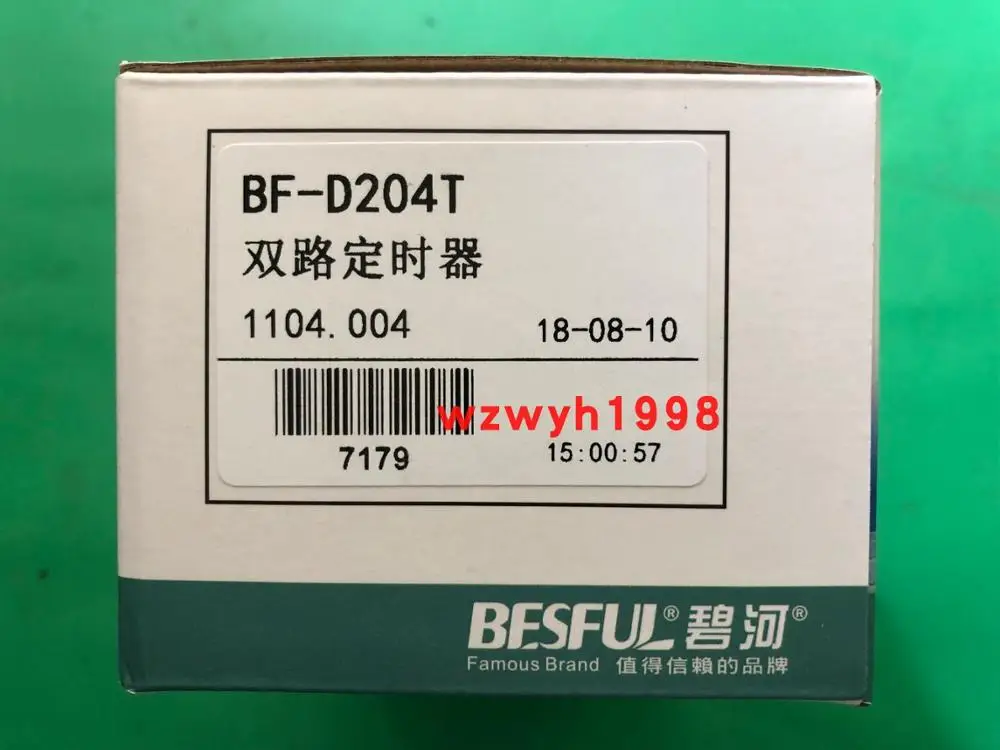 BF-D204T
双路定时器
1104.004 18-08-10
wzwyh1998
7179 15:00:57
BESFUL® 碧河®
Famous Brand 值得信賴的品牌